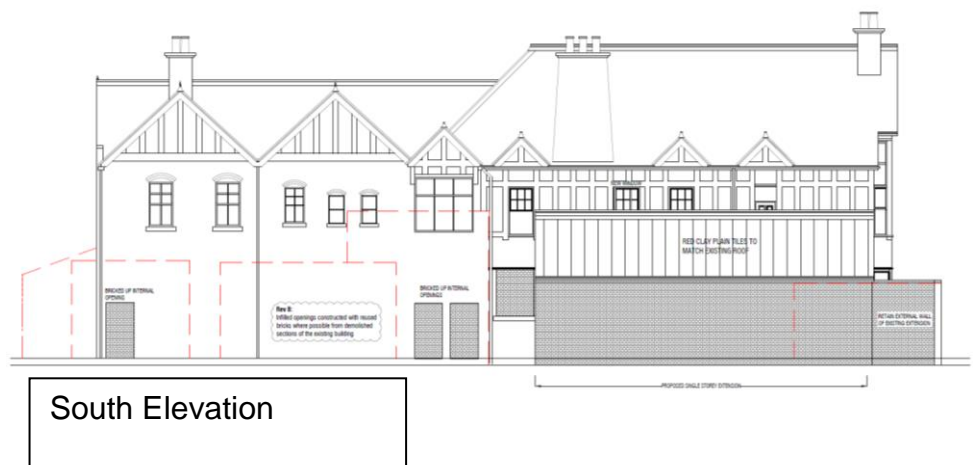 NEW WINDOW
RED CLAY PLAIN TILES TO
MATCH EXISTING ROOF
BRICKED UP INTERNAL
OPENING
BRICKED UP INTERNAL
OPENINGS
Rev B:
Infilled openings constructed with reused
bricks where possible from demolished
sections of the existing building
RETAIN EXTERNAL WALL
OF EXISTING EXTENSION
PROPOSED SINGLE STOREY EXTENSION
South Elevation